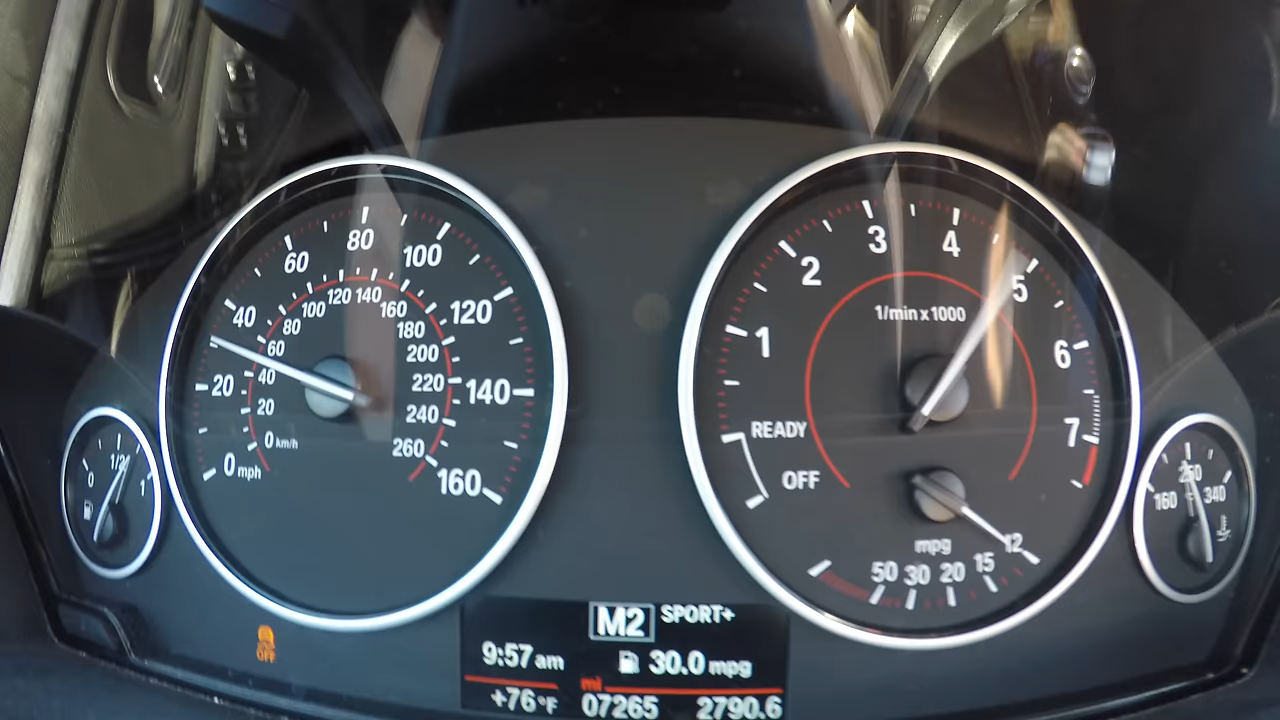 0 1/2 1
0 mph 20 40 60 80 100 120 140 160
0 km/h 20 40 60 80 100 120 140 160 180 200 220 240 260
OFF
1 2 3 4 5 6 7
1/min x 1000
READY
OFF
mpg
50 30 20 15 12
160 250 340
M2 SPORT+
9:57 am 30.0 mpg
mi
+76 °F 07265 2790.6